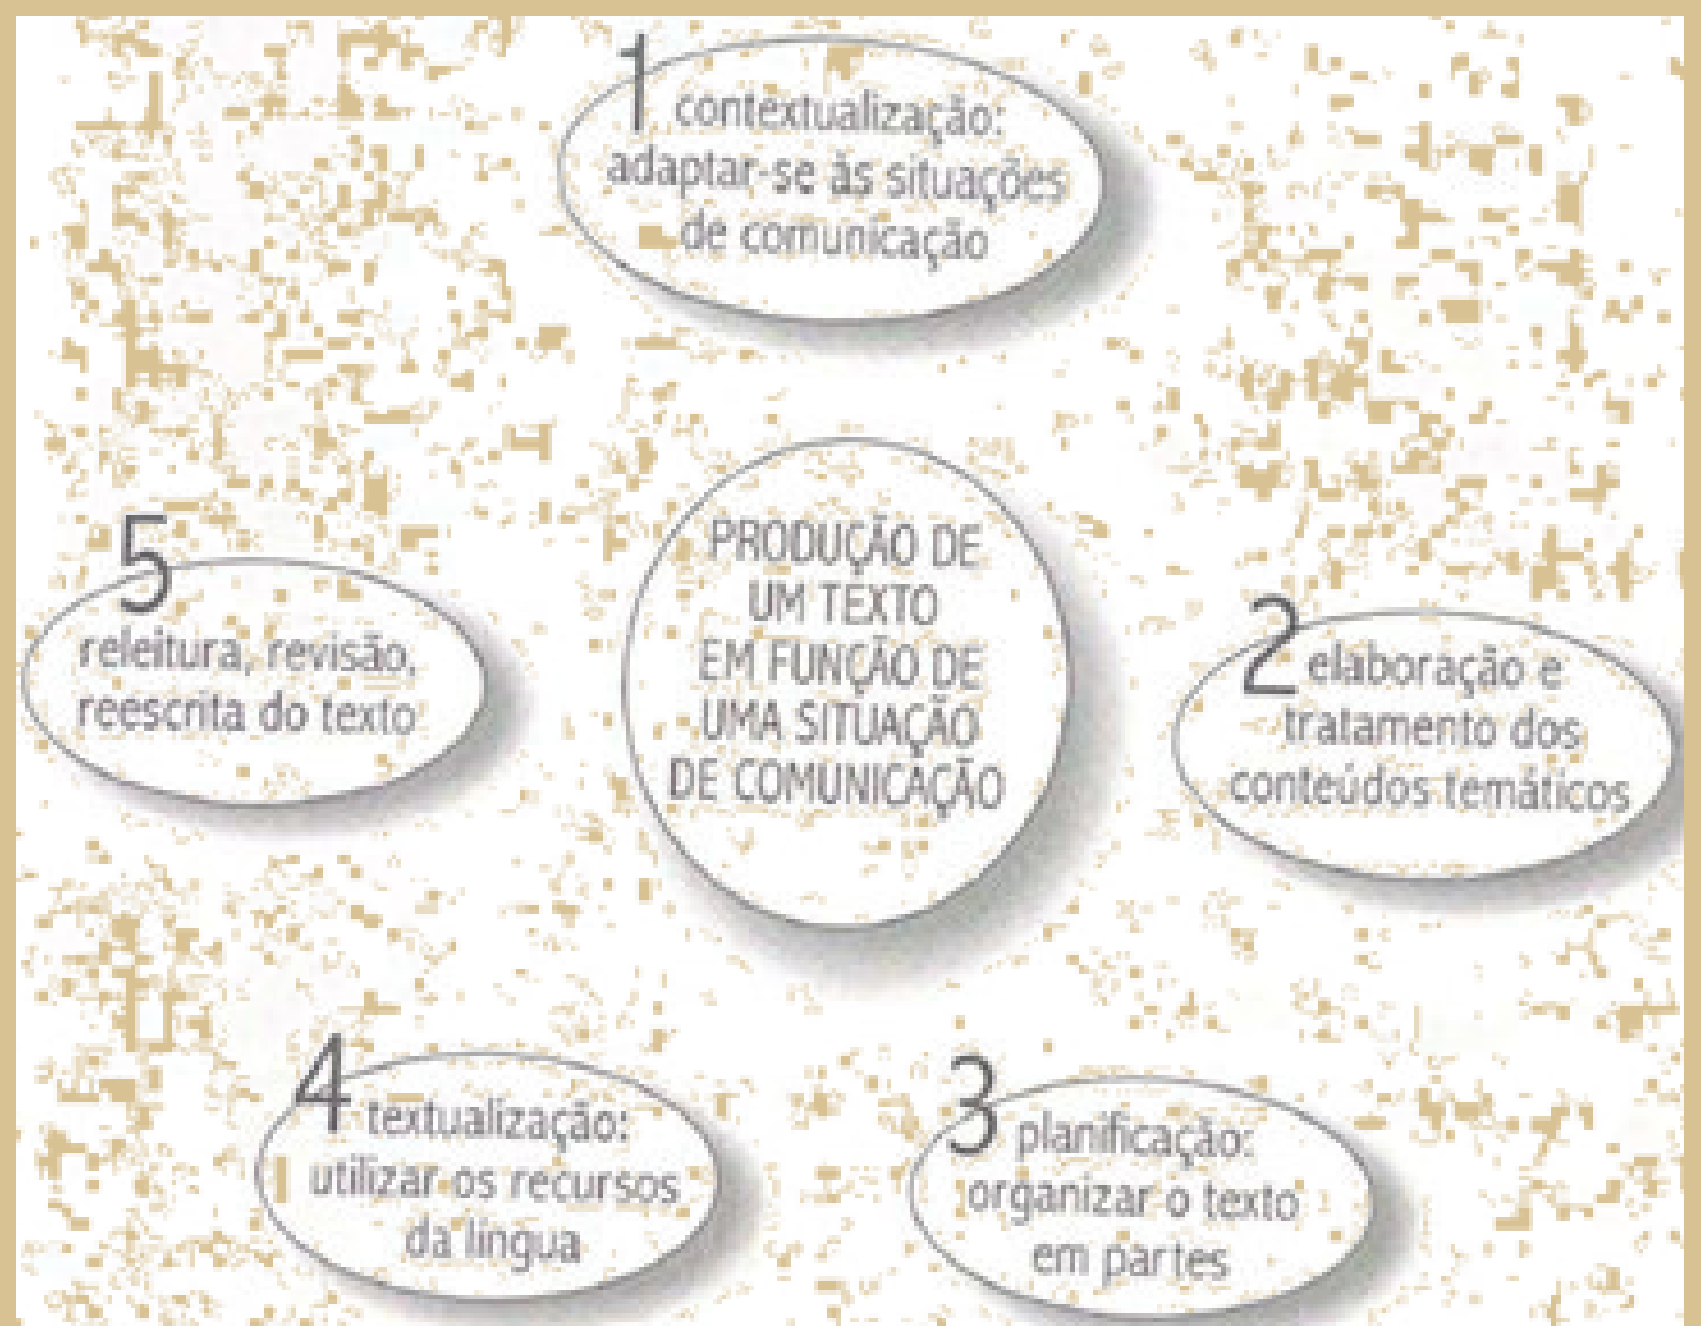 1
contextualização:
adaptar-se às situações
de comunicação
PRODUÇÃO DE
UM TEXTO
EM FUNÇÃO DE
UMA SITUAÇÃO
DE COMUNICAÇÃO
2
elaboração e
tratamento dos
conteúdos temáticos
3
planificação:
organizar o texto
em partes
4
textualização:
utilizar os recursos
da língua
5
releitura, revisão,
reescrita do texto